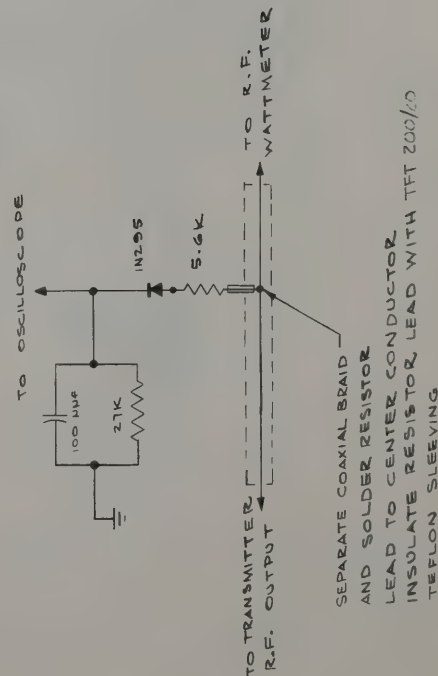 TO OSCILLOSCOPE
100 UUF
27K
1N295
5.6K
TO TRANSMITTER
R.F. OUTPUT
TO R.F.
WATTMETER
SEPARATE COAXIAL BRAID
AND SOLDER RESISTOR
LEAD TO CENTER CONDUCTOR
INSULATE RESISTOR LEAD WITH TFT 200/20
TEFLON SLEEVING